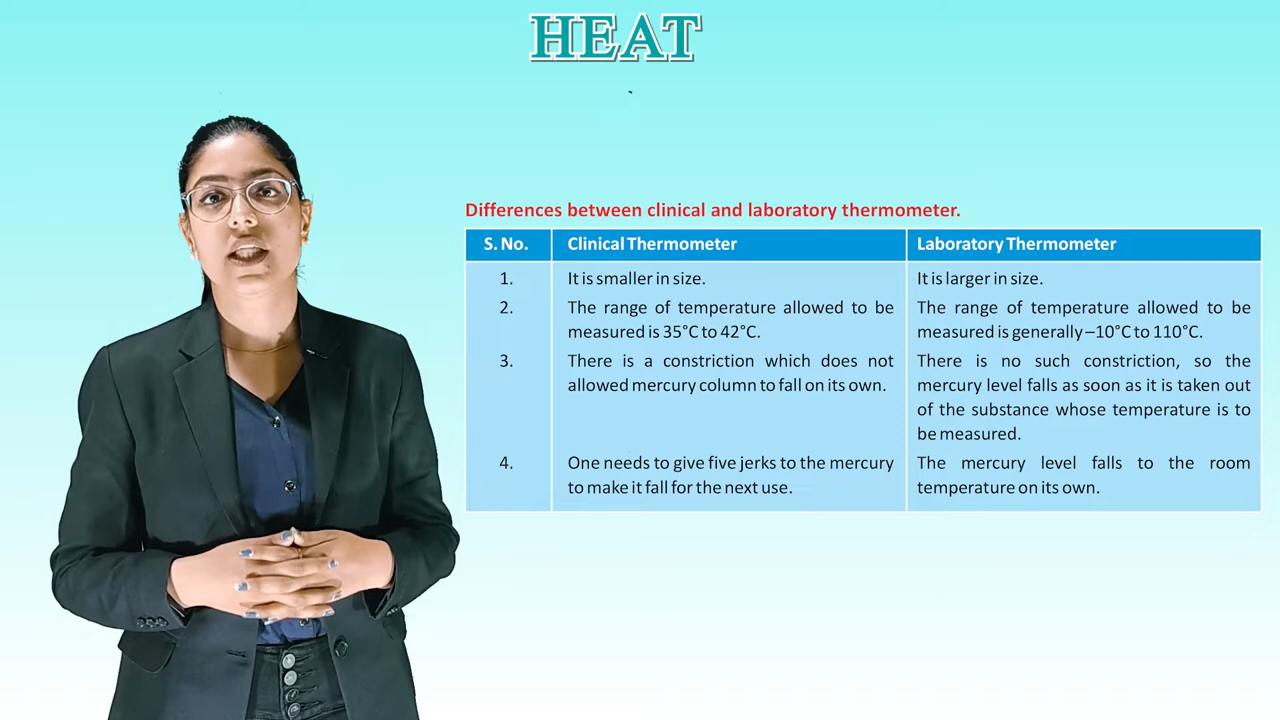 HEAT
Differences between clinical and laboratory thermometer.
S. No. Clinical Thermometer Laboratory Thermometer
1. It is smaller in size. It is larger in size.
2. The range of temperature allowed to be The range of temperature allowed to be
measured is 35°C to 42°C. measured is generally –10°C to 110°C.
3. There is a constriction which does not There is no such constriction, so the
allowed mercury column to fall on its own. mercury level falls as soon as it is taken out
of the substance whose temperature is to
be measured.
4. One needs to give five jerks to the mercury The mercury level falls to the room
to make it fall for the next use. temperature on its own.